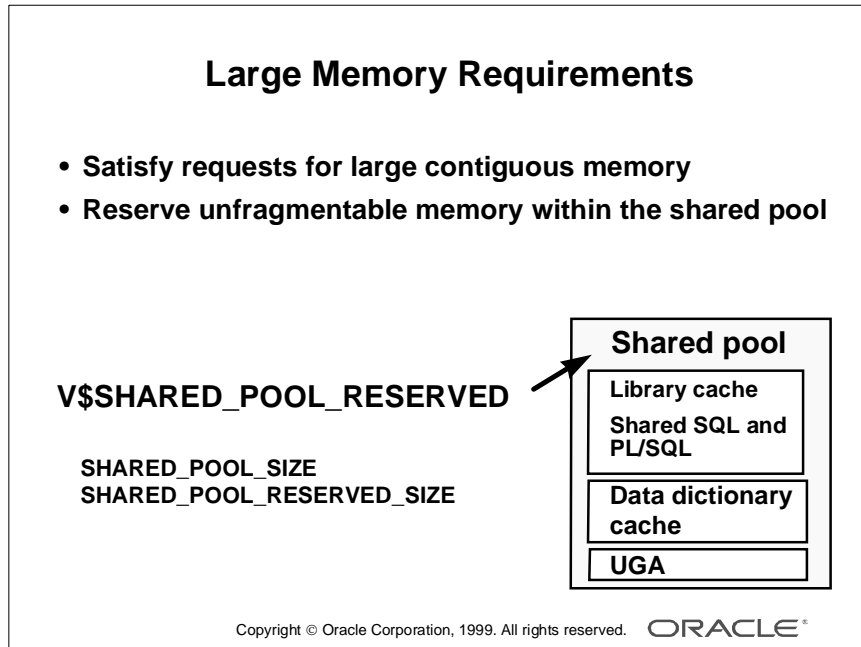 Large Memory Requirements
• Satisfy requests for large contiguous memory
• Reserve unfragmentable memory within the shared pool
V$SHARED_POOL_RESERVED
SHARED_POOL_SIZE
SHARED_POOL_RESERVED_SIZE
Shared pool
Library cache
Shared SQL and
PL/SQL
Data dictionary
cache
UGA
Copyright © Oracle Corporation, 1999. All rights reserved.
ORACLE®